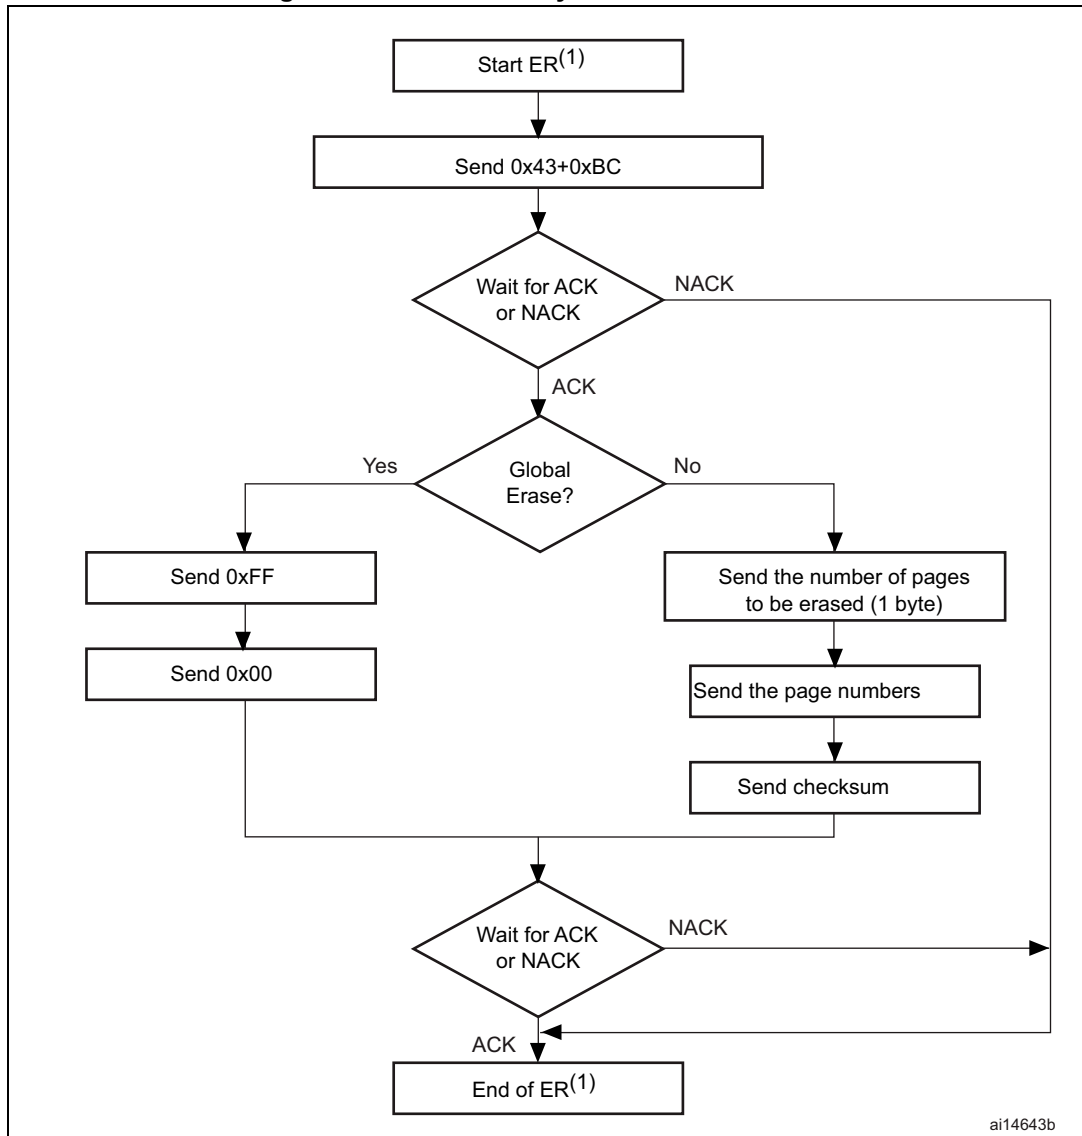 Start ER(1)
Send 0x43+0xBC
Wait for ACK
or NACK
NACK
ACK
Global
Erase?
Yes
No
Send 0xFF
Send 0x00
Send the number of pages
to be erased (1 byte)
Send the page numbers
Send checksum
Wait for ACK
or NACK
NACK
ACK
End of ER(1)
ai14643b